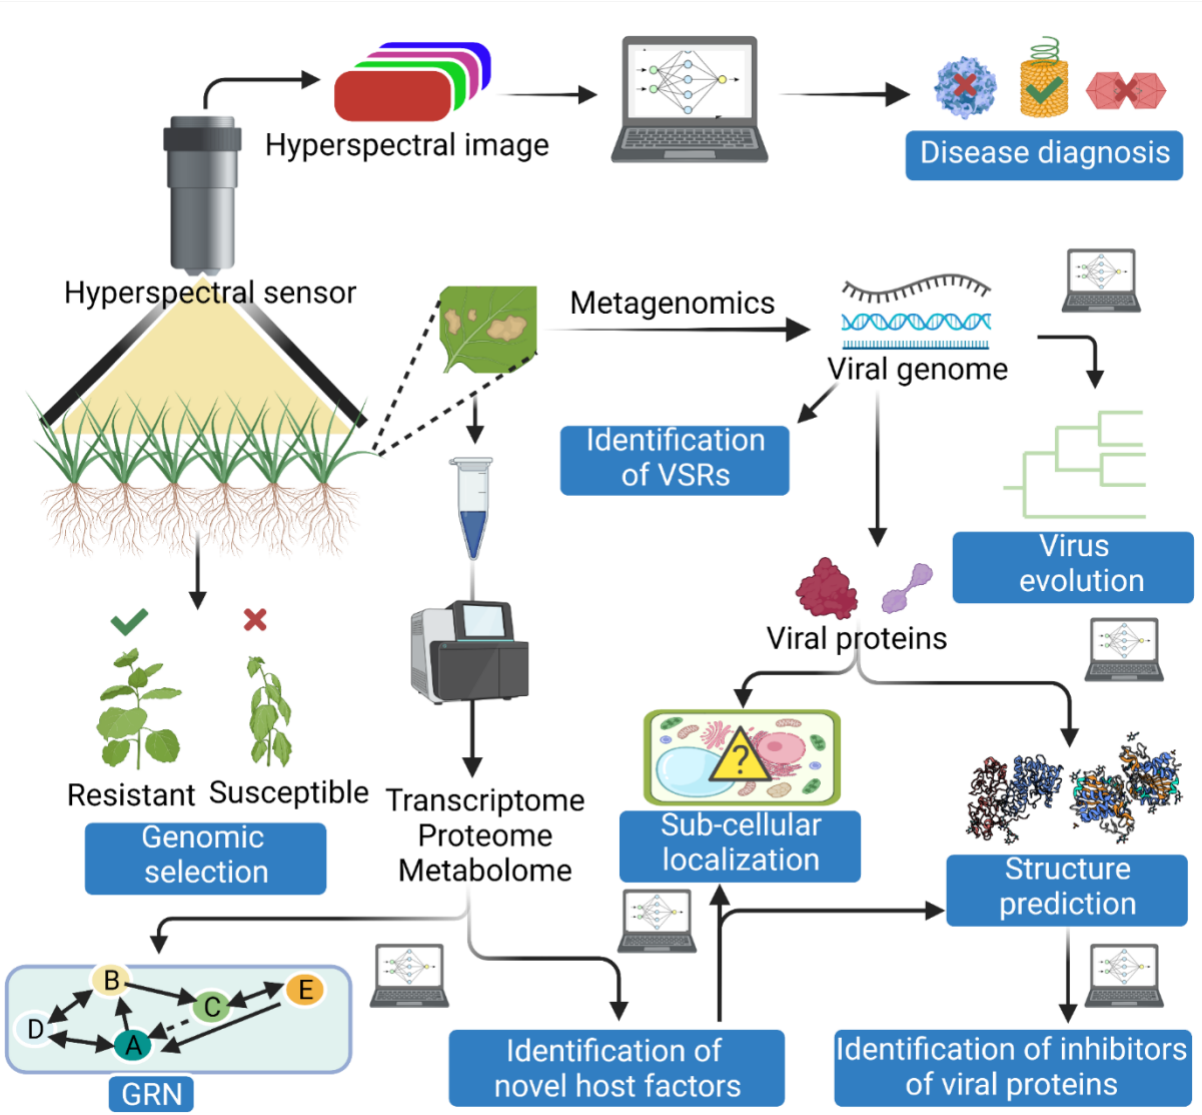 Hyperspectral image
Disease diagnosis
Hyperspectral sensor
Metagenomics
Viral genome
Identification
of VSRs
Virus
evolution
Viral proteins
?
Resistant
Susceptible
Genomic
selection
Transcriptome
Proteome
Metabolome
Sub-cellular
localization
Structure
prediction
B
C
E
D
A
GRN
Identification of
novel host factors
Identification of inhibitors
of viral proteins